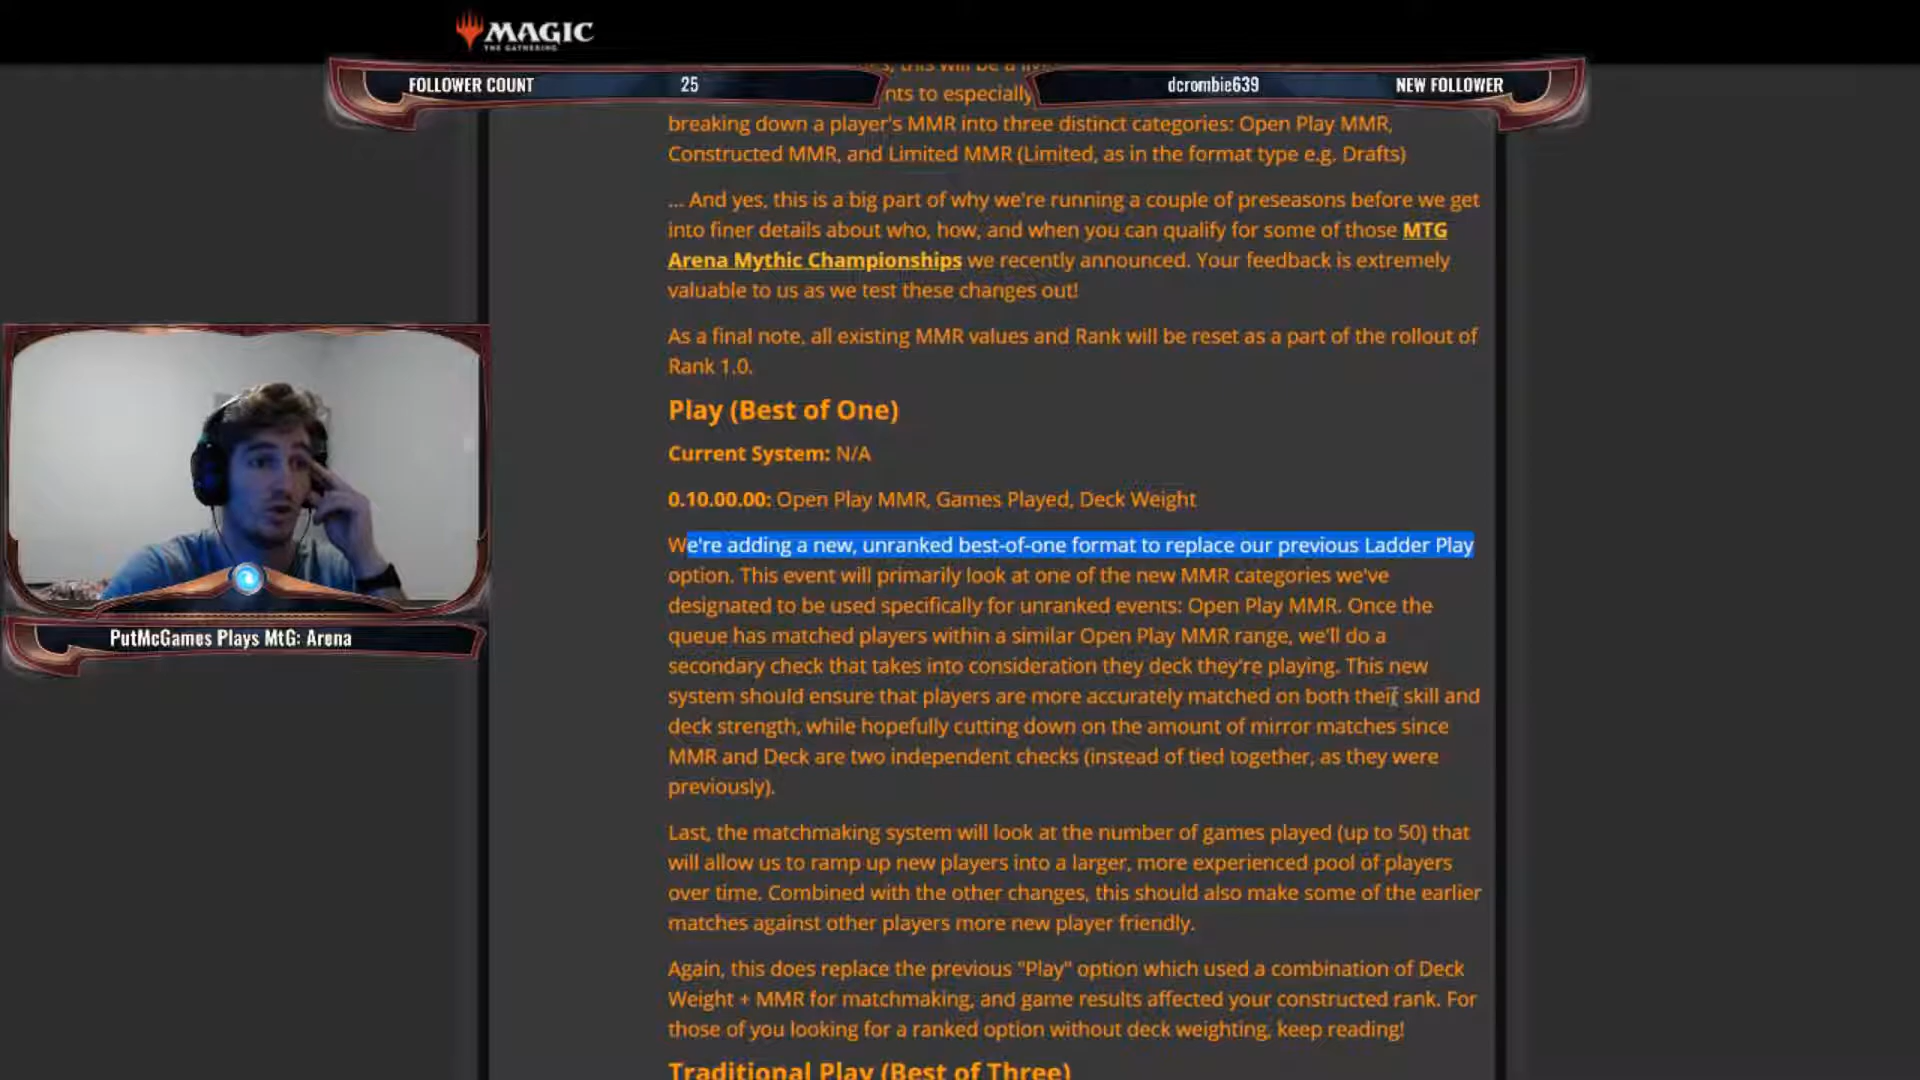 MAGIC
THE GATHERING
FOLLOWER COUNT 25
dcrombie639 NEW FOLLOWER
this will be a
nts to especially
breaking down a player's MMR into three distinct categories: Open Play MMR,
Constructed MMR, and Limited MMR (Limited, as in the format type e.g. Drafts)
... And yes, this is a big part of why we're running a couple of preseasons before we get
into finer details about who, how, and when you can qualify for some of those MTG
Arena Mythic Championships we recently announced. Your feedback is extremely
valuable to us as we test these changes out!
As a final note, all existing MMR values and Rank will be reset as a part of the rollout of
Rank 1.0.
Play (Best of One)
Current System: N/A
0.10.00.00: Open Play MMR, Games Played, Deck Weight
We're adding a new, unranked best-of-one format to replace our previous Ladder Play
option. This event will primarily look at one of the new MMR categories we've
designated to be used specifically for unranked events: Open Play MMR. Once the
queue has matched players within a similar Open Play MMR range, we'll do a
secondary check that takes into consideration they deck they're playing. This new
system should ensure that players are more accurately matched on both their skill and
deck strength, while hopefully cutting down on the amount of mirror matches since
MMR and Deck are two independent checks (instead of tied together, as they were
previously).
Last, the matchmaking system will look at the number of games played (up to 50) that
will allow us to ramp up new players into a larger, more experienced pool of players
over time. Combined with the other changes, this should also make some of the earlier
matches against other players more new player friendly.
Again, this does replace the previous "Play" option which used a combination of Deck
Weight + MMR for matchmaking, and game results affected your constructed rank. For
those of you looking for a ranked option without deck weighting, keep reading!
Traditional Play (Best of Three)
PutMcGames Plays MtG: Arena